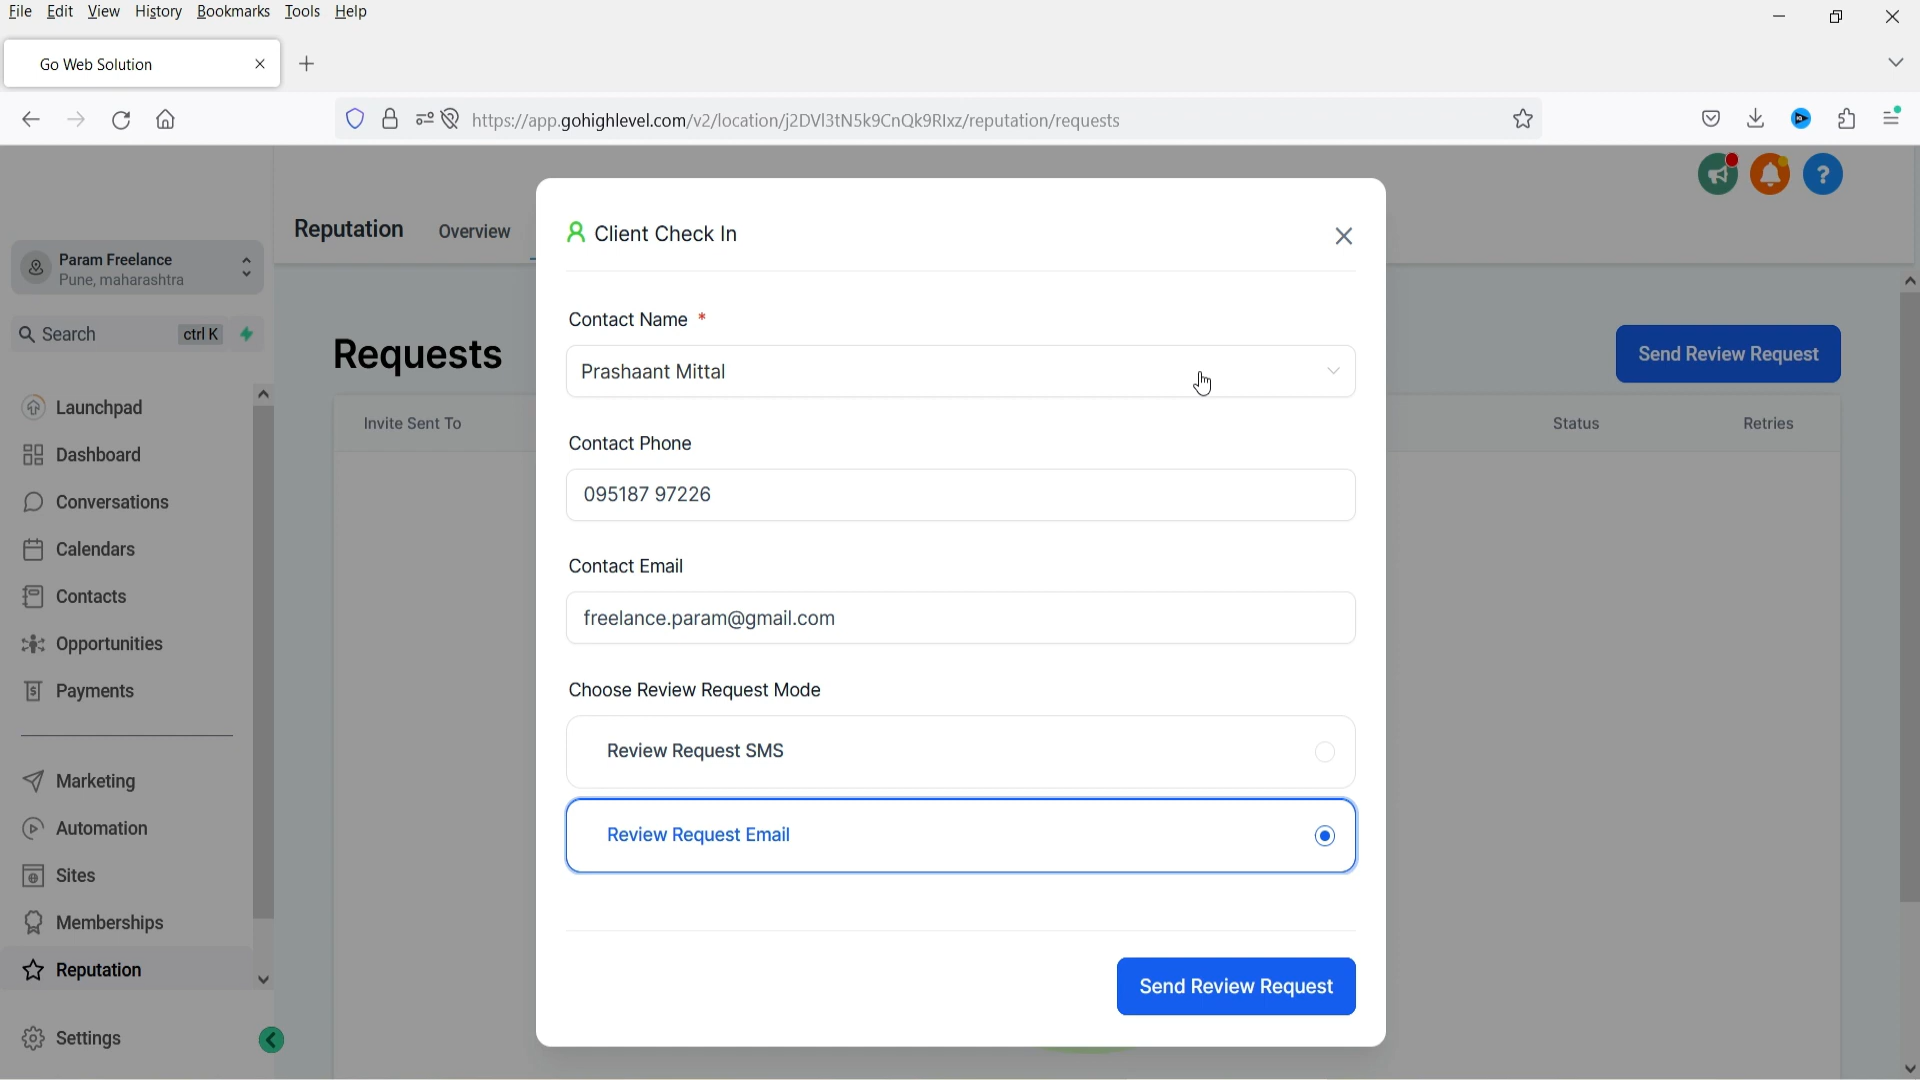 File Edit View History Bookmarks Tools Help
Go Web Solution
https://app.gohighlevel.com/v2/location/j2DVl3tN5k9CnQk9Rlxz/reputation/requests
Param Freelance
Pune, maharashtra
Search ctrl K
Launchpad
Dashboard
Conversations
Calendars
Contacts
Opportunities
Payments
Marketing
Automation
Sites
Memberships
Reputation
Settings
Reputation Overview
Requests
Send Review Request
Invite Sent To Status Retries
Client Check In
Contact Name *
Prashaant Mittal
Contact Phone
095187 97226
Contact Email
freelance.param@gmail.com
Choose Review Request Mode
Review Request SMS
Review Request Email
Send Review Request